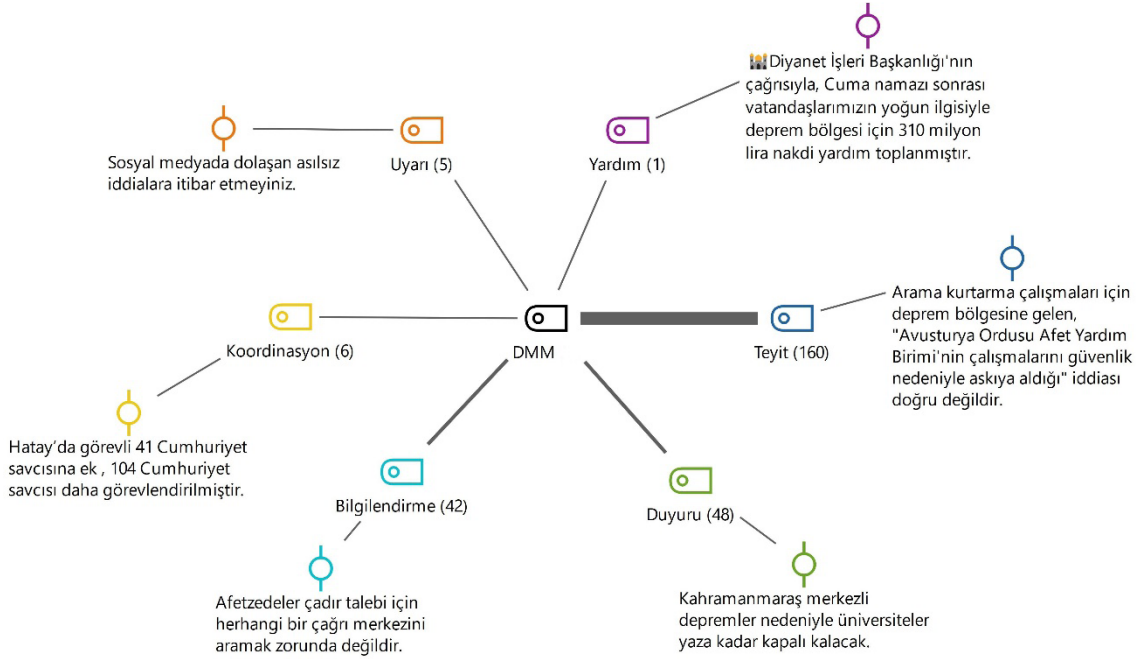 🕌Diyanet İşleri Başkanlığı'nın
çağrısıyla, Cuma namazı sonrası
vatandaşlarımızın yoğun ilgisiyle
deprem bölgesi için 310 milyon
lira nakdi yardım toplanmıştır.
Sosyal medyada dolaşan asılsız
iddialara itibar etmeyiniz.
Uyarı (5)
Yardım (1)
Arama kurtarma çalışmaları için
deprem bölgesine gelen,
"Avusturya Ordusu Afet Yardım
Birimi'nin çalışmalarını güvenlik
nedeniyle askıya aldığı" iddiası
doğru değildir.
Koordinasyon (6)
DMM
Teyit (160)
Hatay’da görevli 41 Cumhuriyet
savcısına ek , 104 Cumhuriyet
savcısı daha görevlendirilmiştir.
Bilgilendirme (42)
Duyuru (48)
Afetzedeler çadır talebi için
herhangi bir çağrı merkezini
aramak zorunda değildir.
Kahramanmaraş merkezli
depremler nedeniyle üniversiteler
yaza kadar kapalı kalacak.